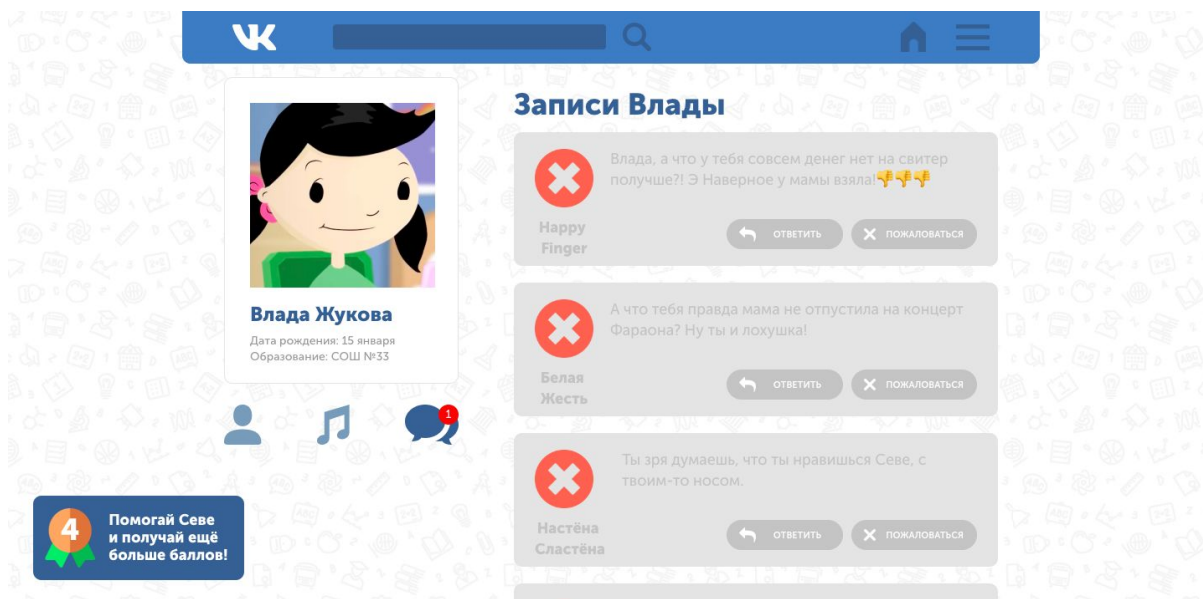 VK
Записи Влады
Влада, а что у тебя совсем денег нет на свитер
получше?! Э Наверное у мамы взяла!👎👎👎
Happy
Finger
ОТВЕТИТЬ
ПОЖАЛОВАТЬСЯ
Влада Жукова
Дата рождения: 15 января
Образование: СОШ №33
А что тебя правда мама не отпустила на концерт
Фараона? Ну ты и лохушка!
Белая
Жесть
ОТВЕТИТЬ
ПОЖАЛОВАТЬСЯ
1
Ты зря думаешь, что ты нравишься Севе, с
твоим-то носом.
Настёна
Сластёна
ОТВЕТИТЬ
ПОЖАЛОВАТЬСЯ
4
Помогай Севе
и получай ещё
больше баллов!